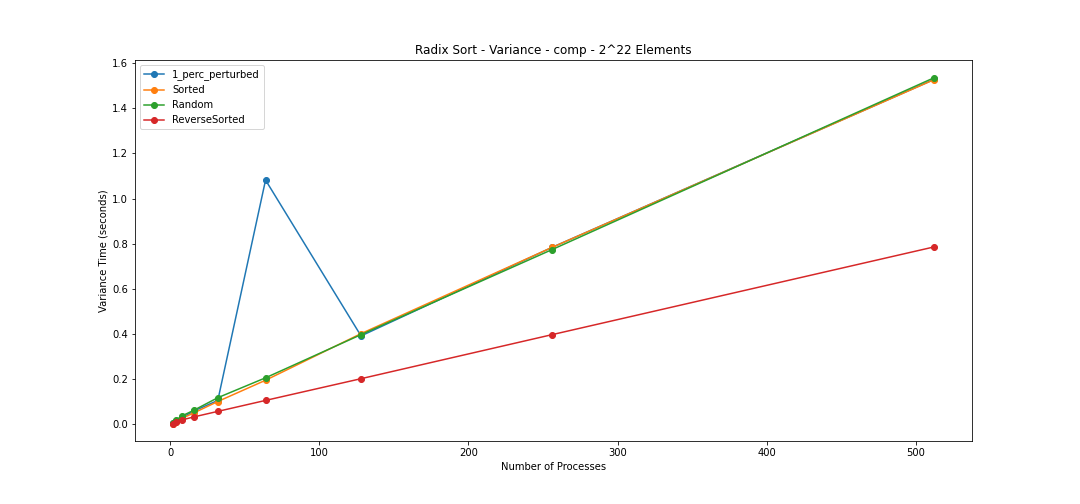 Radix Sort - Variance - comp - 2^22 Elements
1_perc_perturbed
Sorted
Random
ReverseSorted
Variance Time (seconds)
1.6
1.4
1.2
1.0
0.8
0.6
0.4
0.2
0.0
0 100 200 300 400 500
Number of Processes